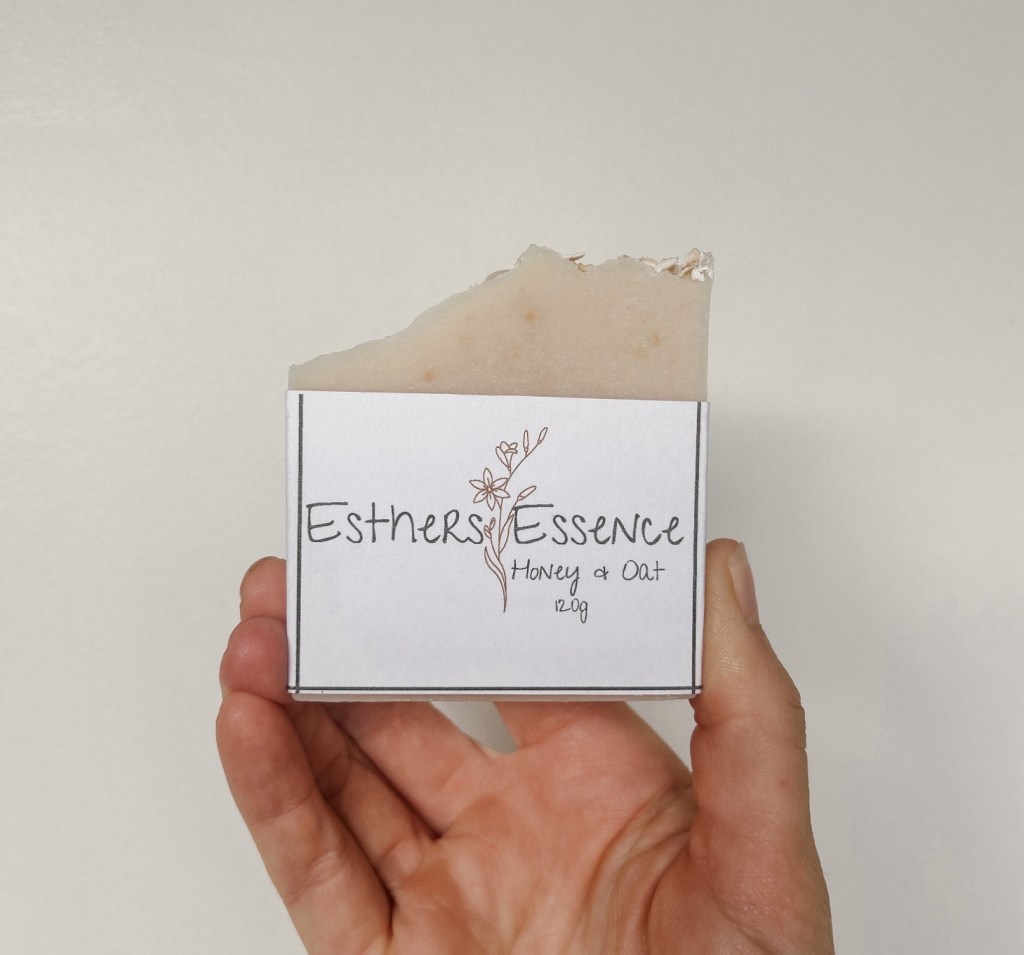 Esthers Essence
Honey & Oat
120g